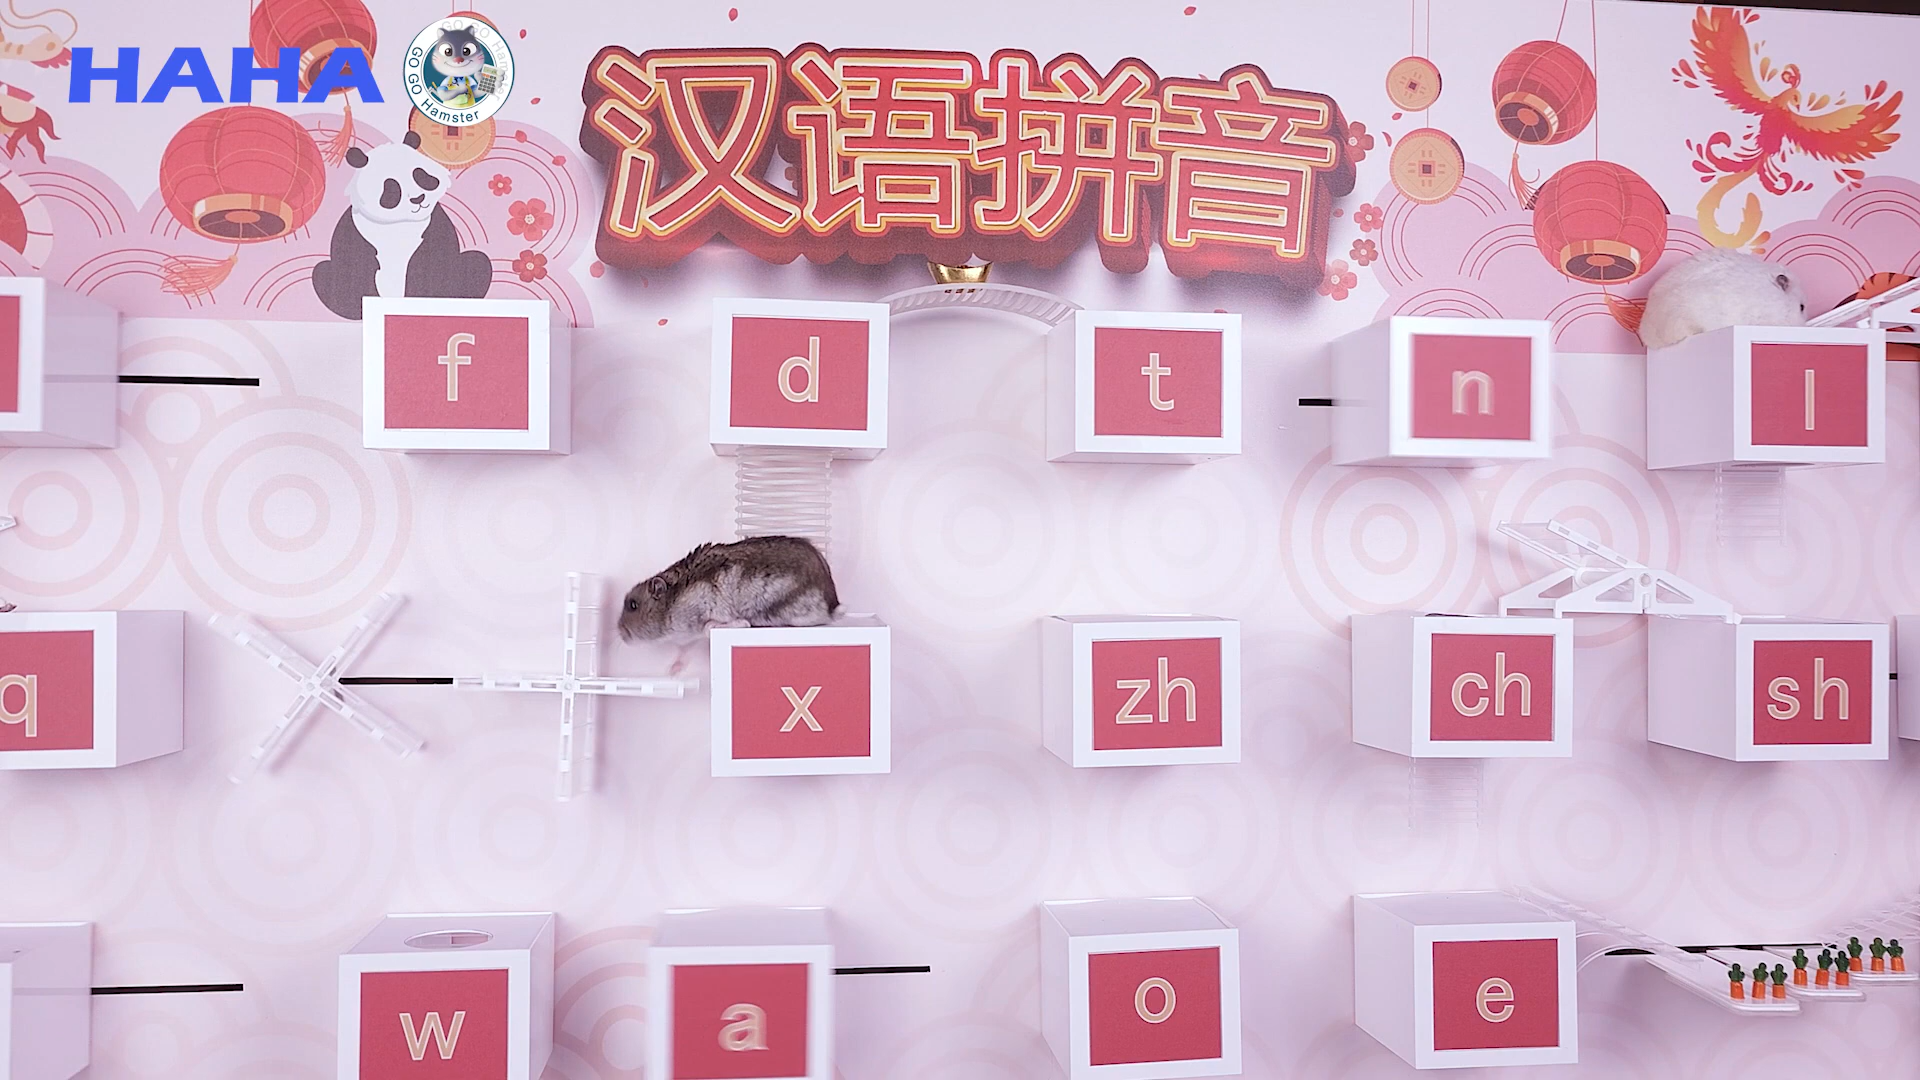 HAHA
GO GO Hamster
汉语拼音
f d t n l
q x zh ch sh
w a o e